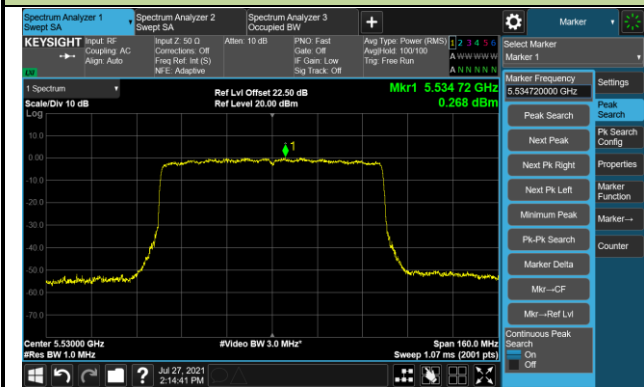 Spectrum Analyzer 1
Swept SA
Spectrum Analyzer 2
Swept SA
Spectrum Analyzer 3
Occupied BW
+
Marker
KEYSIGHT
Input: RF
Coupling: AC
Align: Auto
Input Z: 50 Ω
Corrections: Off
Freq Ref: Int (S)
NFE: Adaptive
Atten: 10 dB
PNO: Fast
Gate: Off
IF Gain: Low
Sig Track: Off
Avg Type: Power (RMS)
Avg|Hold: 100/100
Trig: Free Run
1 2 3 4 5 6
A W W W W W
A N N N N N
Select Marker
Marker 1
1 Spectrum
Scale/Div 10 dB
Log
Ref Lvl Offset 22.50 dB
Ref Level 20.00 dBm
Mkr1 5.534 72 GHz
0.268 dBm
10.0
0.00
-10.0
-20.0
-30.0
-40.0
-50.0
-60.0
-70.0
1
Center 5.53000 GHz
#Res BW 1.0 MHz
#Video BW 3.0 MHz*
Span 160.0 MHz
Sweep 1.07 ms (2001 pts)
Marker Frequency
5.534720000 GHz
Peak Search
Next Peak
Next Pk Right
Next Pk Left
Minimum Peak
Pk-Pk Search
Marker Delta
Mkr→CF
Mkr→Ref Lvl
Continuous Peak
Search
On
Off
Settings
Peak
Search
Pk Search
Config
Properties
Marker
Function
Marker→
Counter
?
Jul 27, 2021
2:14:41 PM